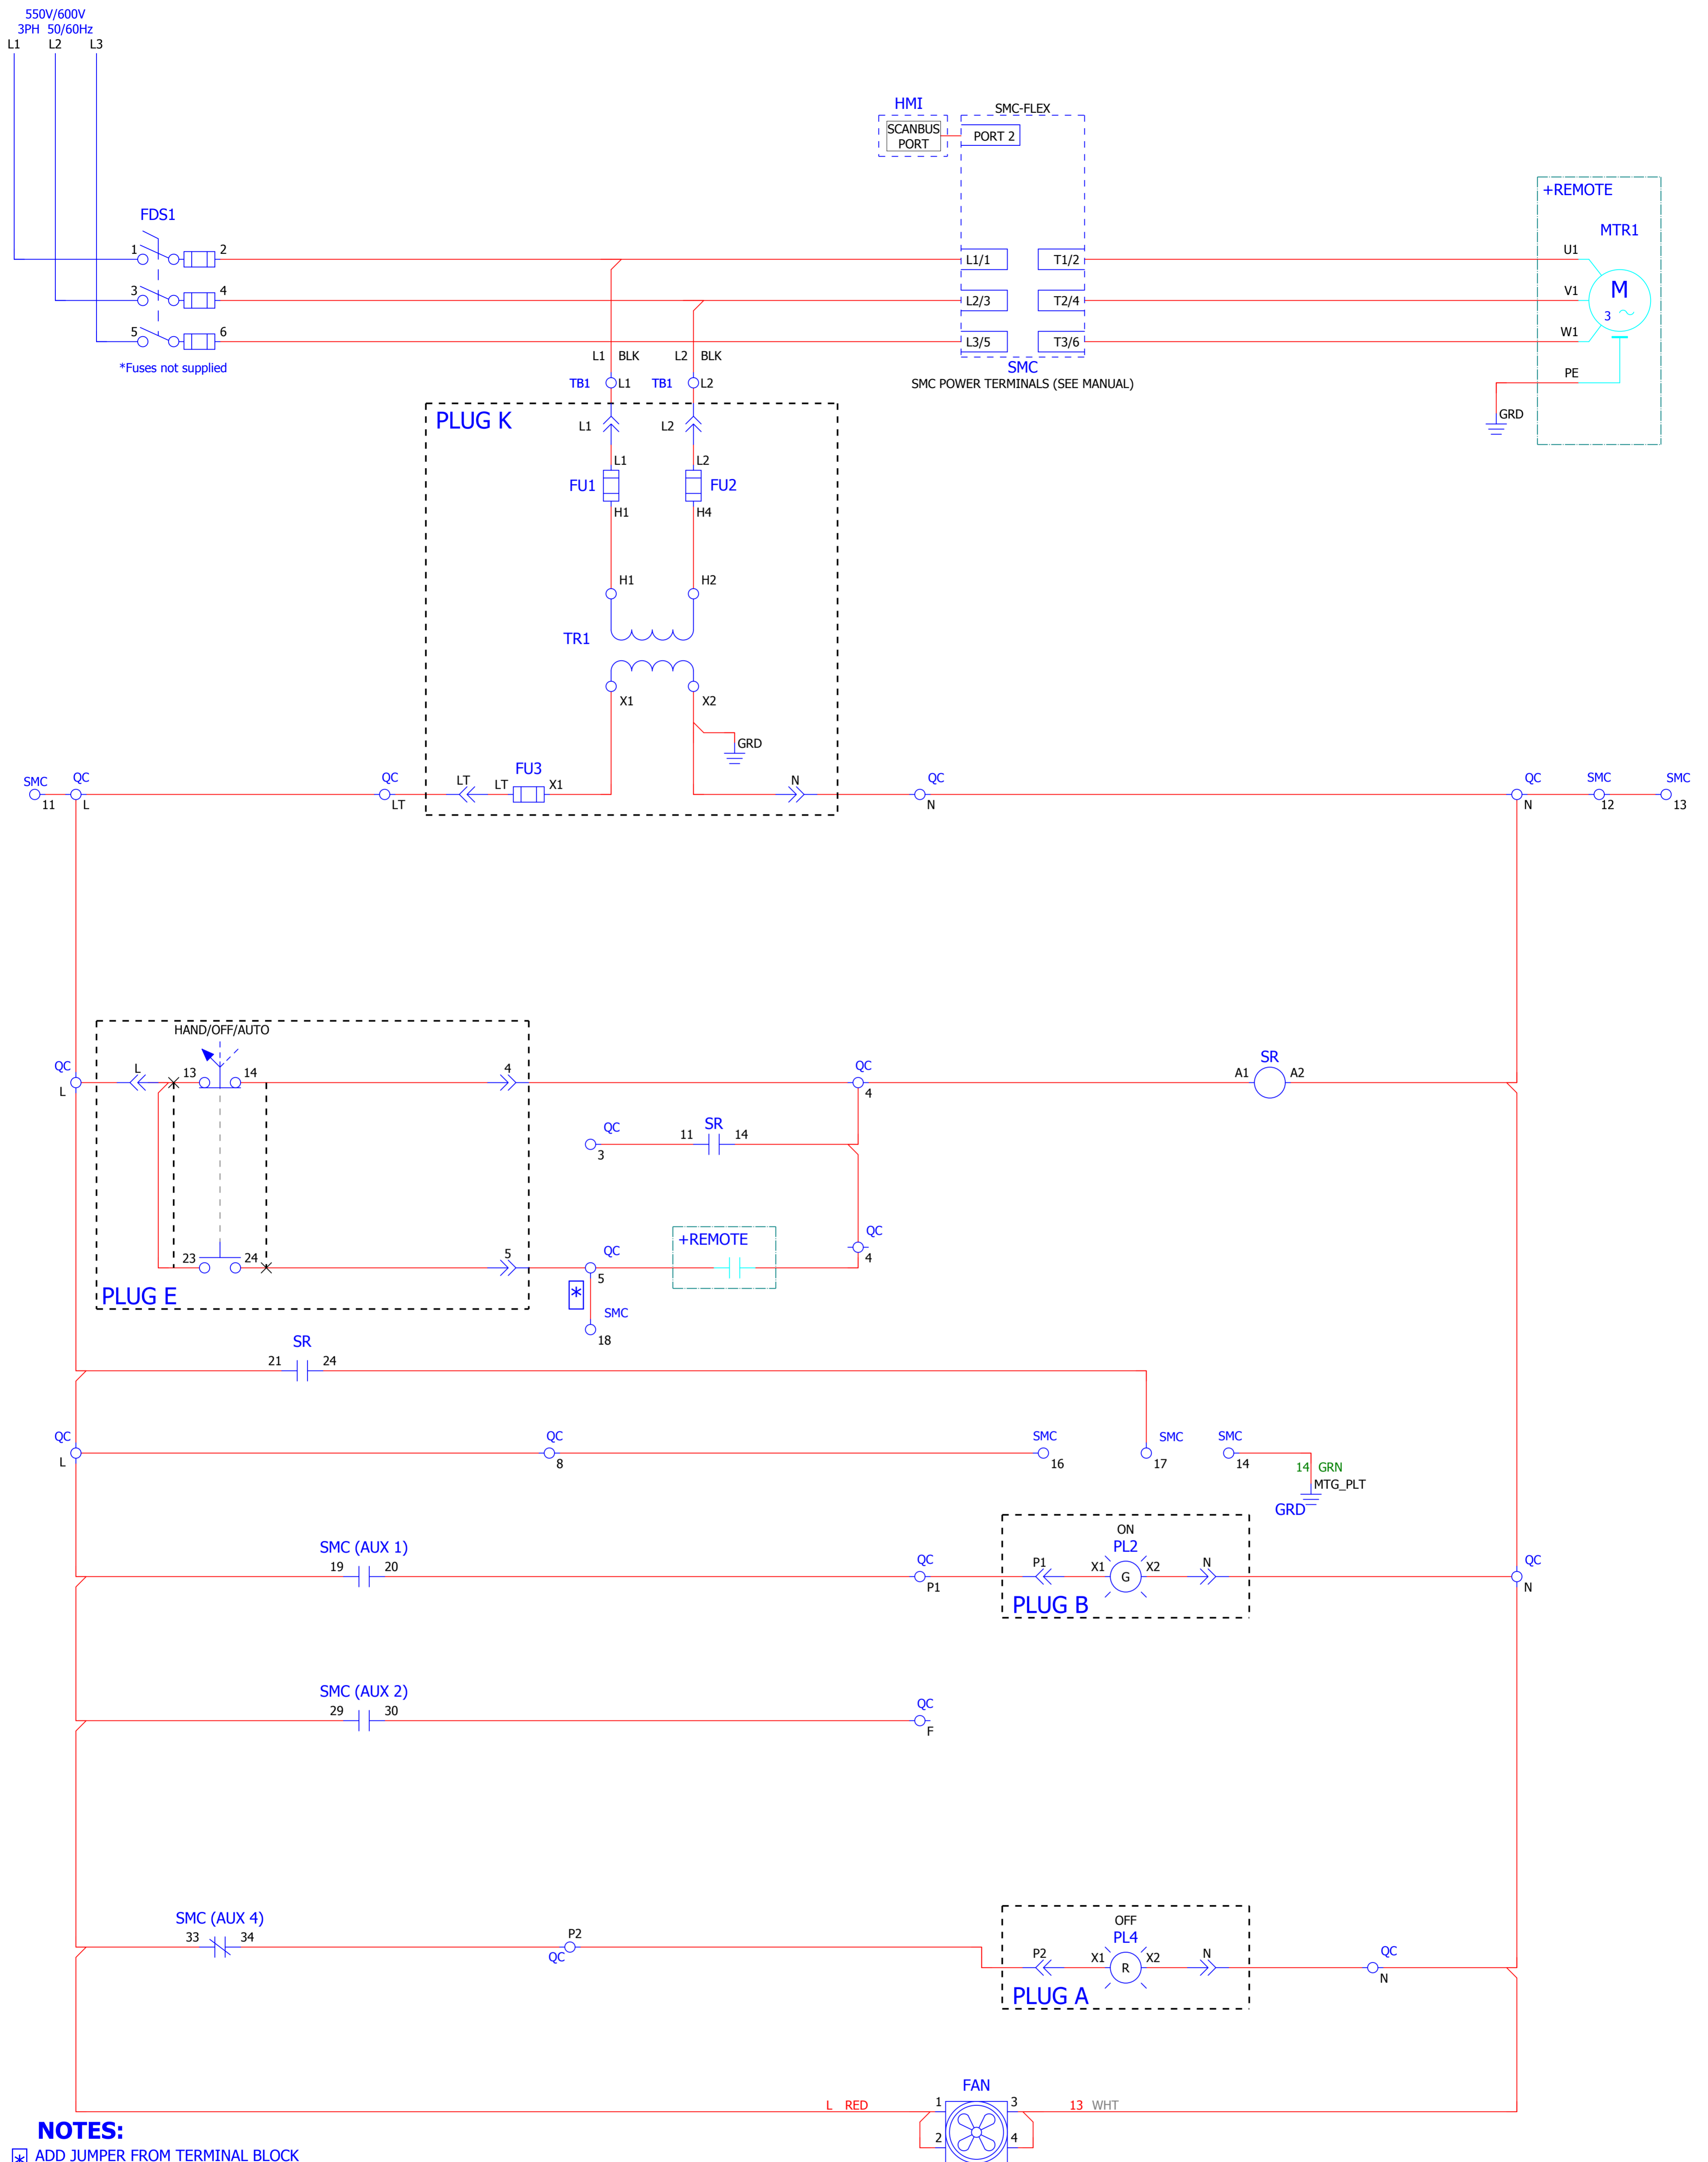 550V/600V
3PH 50/60Hz
L1 L2 L3
HMI
SCANBUS
PORT
SMC-FLEX
PORT 2
+REMOTE
MTR1
FDS1
1 2
3 4
5 6
*Fuses not supplied
L1/1 T1/2
L2/3 T2/4
L3/5 T3/6
SMC
SMC POWER TERMINALS (SEE MANUAL)
U1
V1
W1
PE
M
3
GRD
L1 BLK L2 BLK
TB1 L1 TB1 L2
PLUG K
L1 L2
L1 L2
FU1 FU2
H1 H4
H1 H2
TR1
X1 X2
GRD
FU3
SMC QC QC LT LT X1 N QC QC SMC SMC
11 L LT N N 12 13
HAND/OFF/AUTO
QC L 13 14 4 QC SR
L 4 A1 A2
QC SR
3 11 14
QC
4
+REMOTE
23 24 5 QC
5
PLUG E
*
SMC
18
SR
21 24
QC QC SMC SMC SMC
L 8 16 17 14
14 GRN
MTG_PLT
GRD
ON
SMC (AUX 1) PL2
19 20 QC P1 X1 G X2 N QC
P1 N
PLUG B
SMC (AUX 2)
29 30 QC
F
OFF
SMC (AUX 4) PL4
33 34 P2 P2 X1 R X2 N QC
QC N
PLUG A
FAN
L RED 1 3 13 WHT
2 4
NOTES:
* ADD JUMPER FROM TERMINAL BLOCK